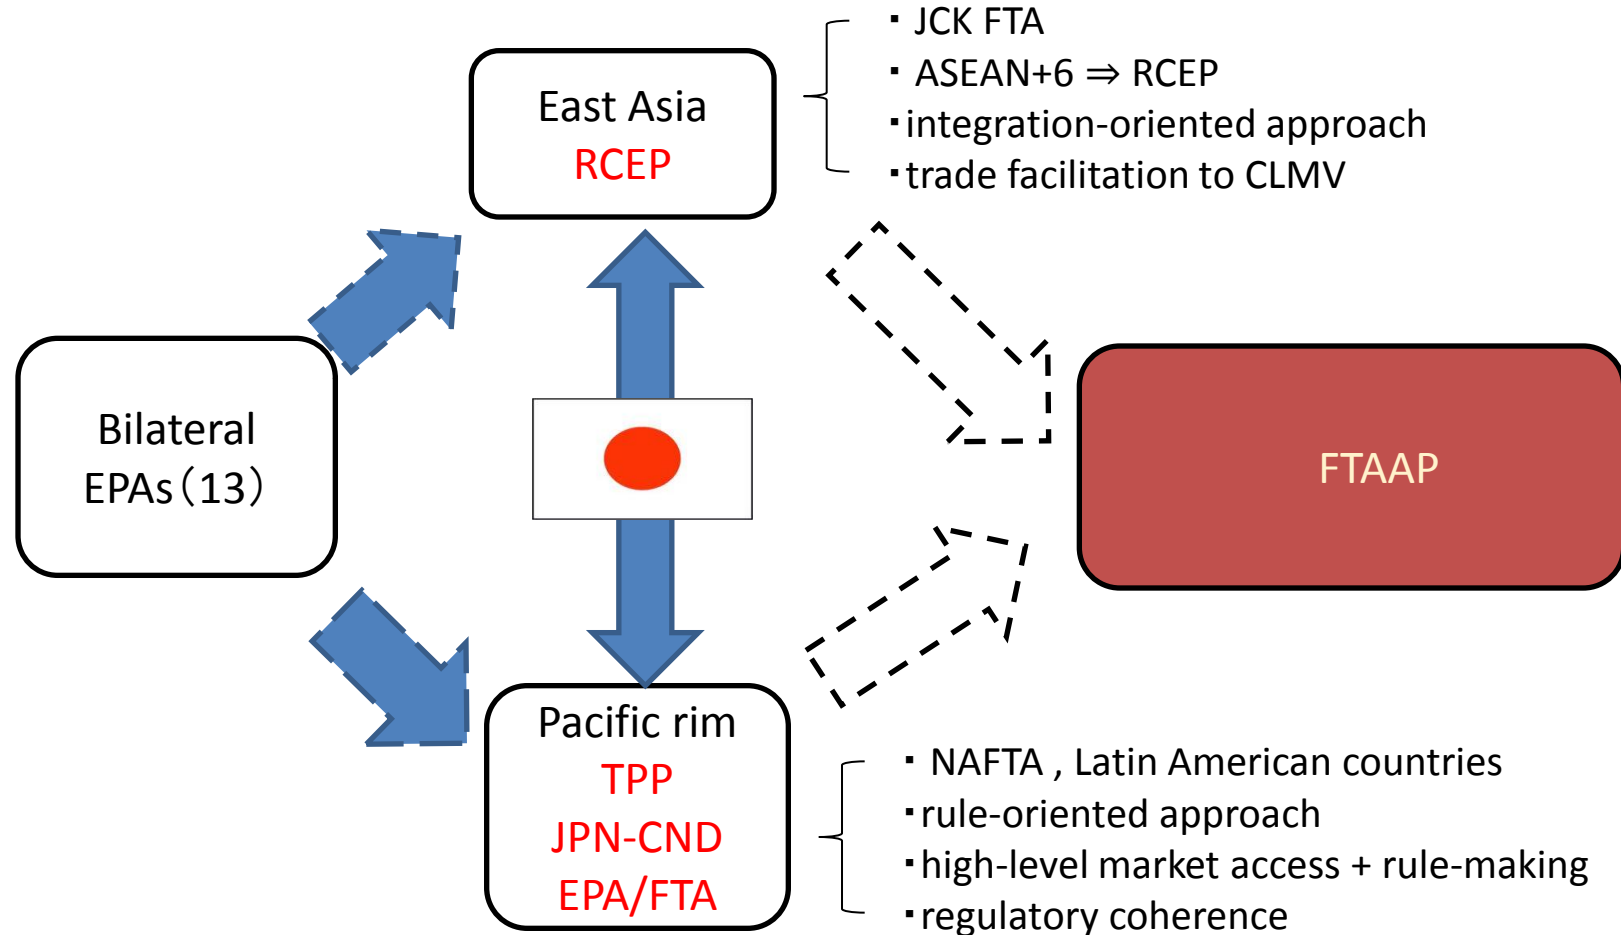 ・ JCK FTA
・ ASEAN+6 ⇒ RCEP
・integration-oriented approach
・trade facilitation to CLMV
East Asia
RCEP
Bilateral
EPAs（13）
FTAAP
Pacific rim
TPP
JPN-CND
EPA/FTA
・ NAFTA , Latin American countries
・rule-oriented approach
・high-level market access + rule-making
・regulatory coherence